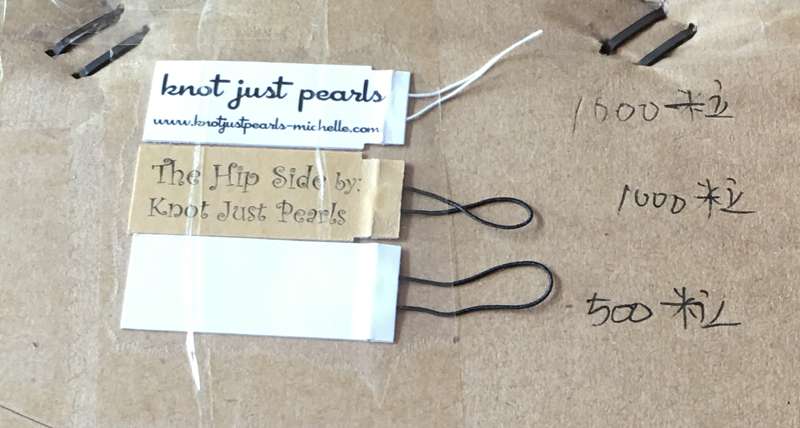 knot just pearls
www.knotjustpearls-michelle.com
1000粒
The Hip Side by:
Knot Just Pearls
1000粒
500粒